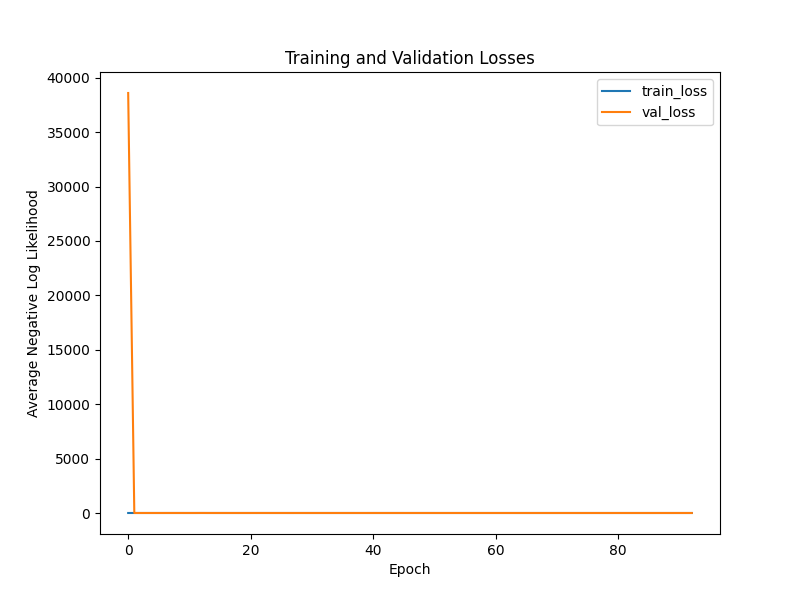 Training and Validation Losses
train_loss
val_loss
Average Negative Log Likelihood
40000
35000
30000
25000
20000
15000
10000
5000
0
0 20 40 60 80
Epoch